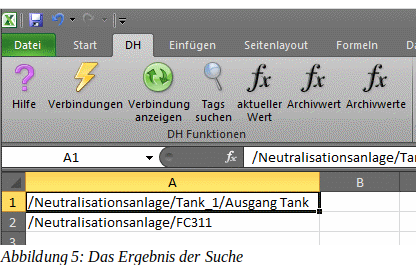 Datei Start DH Einfügen Seitenlayout Formeln Da
Hilfe Verbindungen Verbindung anzeigen Tags suchen aktueller Wert Archivwert Archivwerte
DH Funktionen
A1 fx /Neutralisationsanlage/Tan
A B
1 /Neutralisationsanlage/Tank_1/Ausgang Tank
2 /Neutralisationsanlage/FC311
3
Abbildung 5: Das Ergebnis der Suche